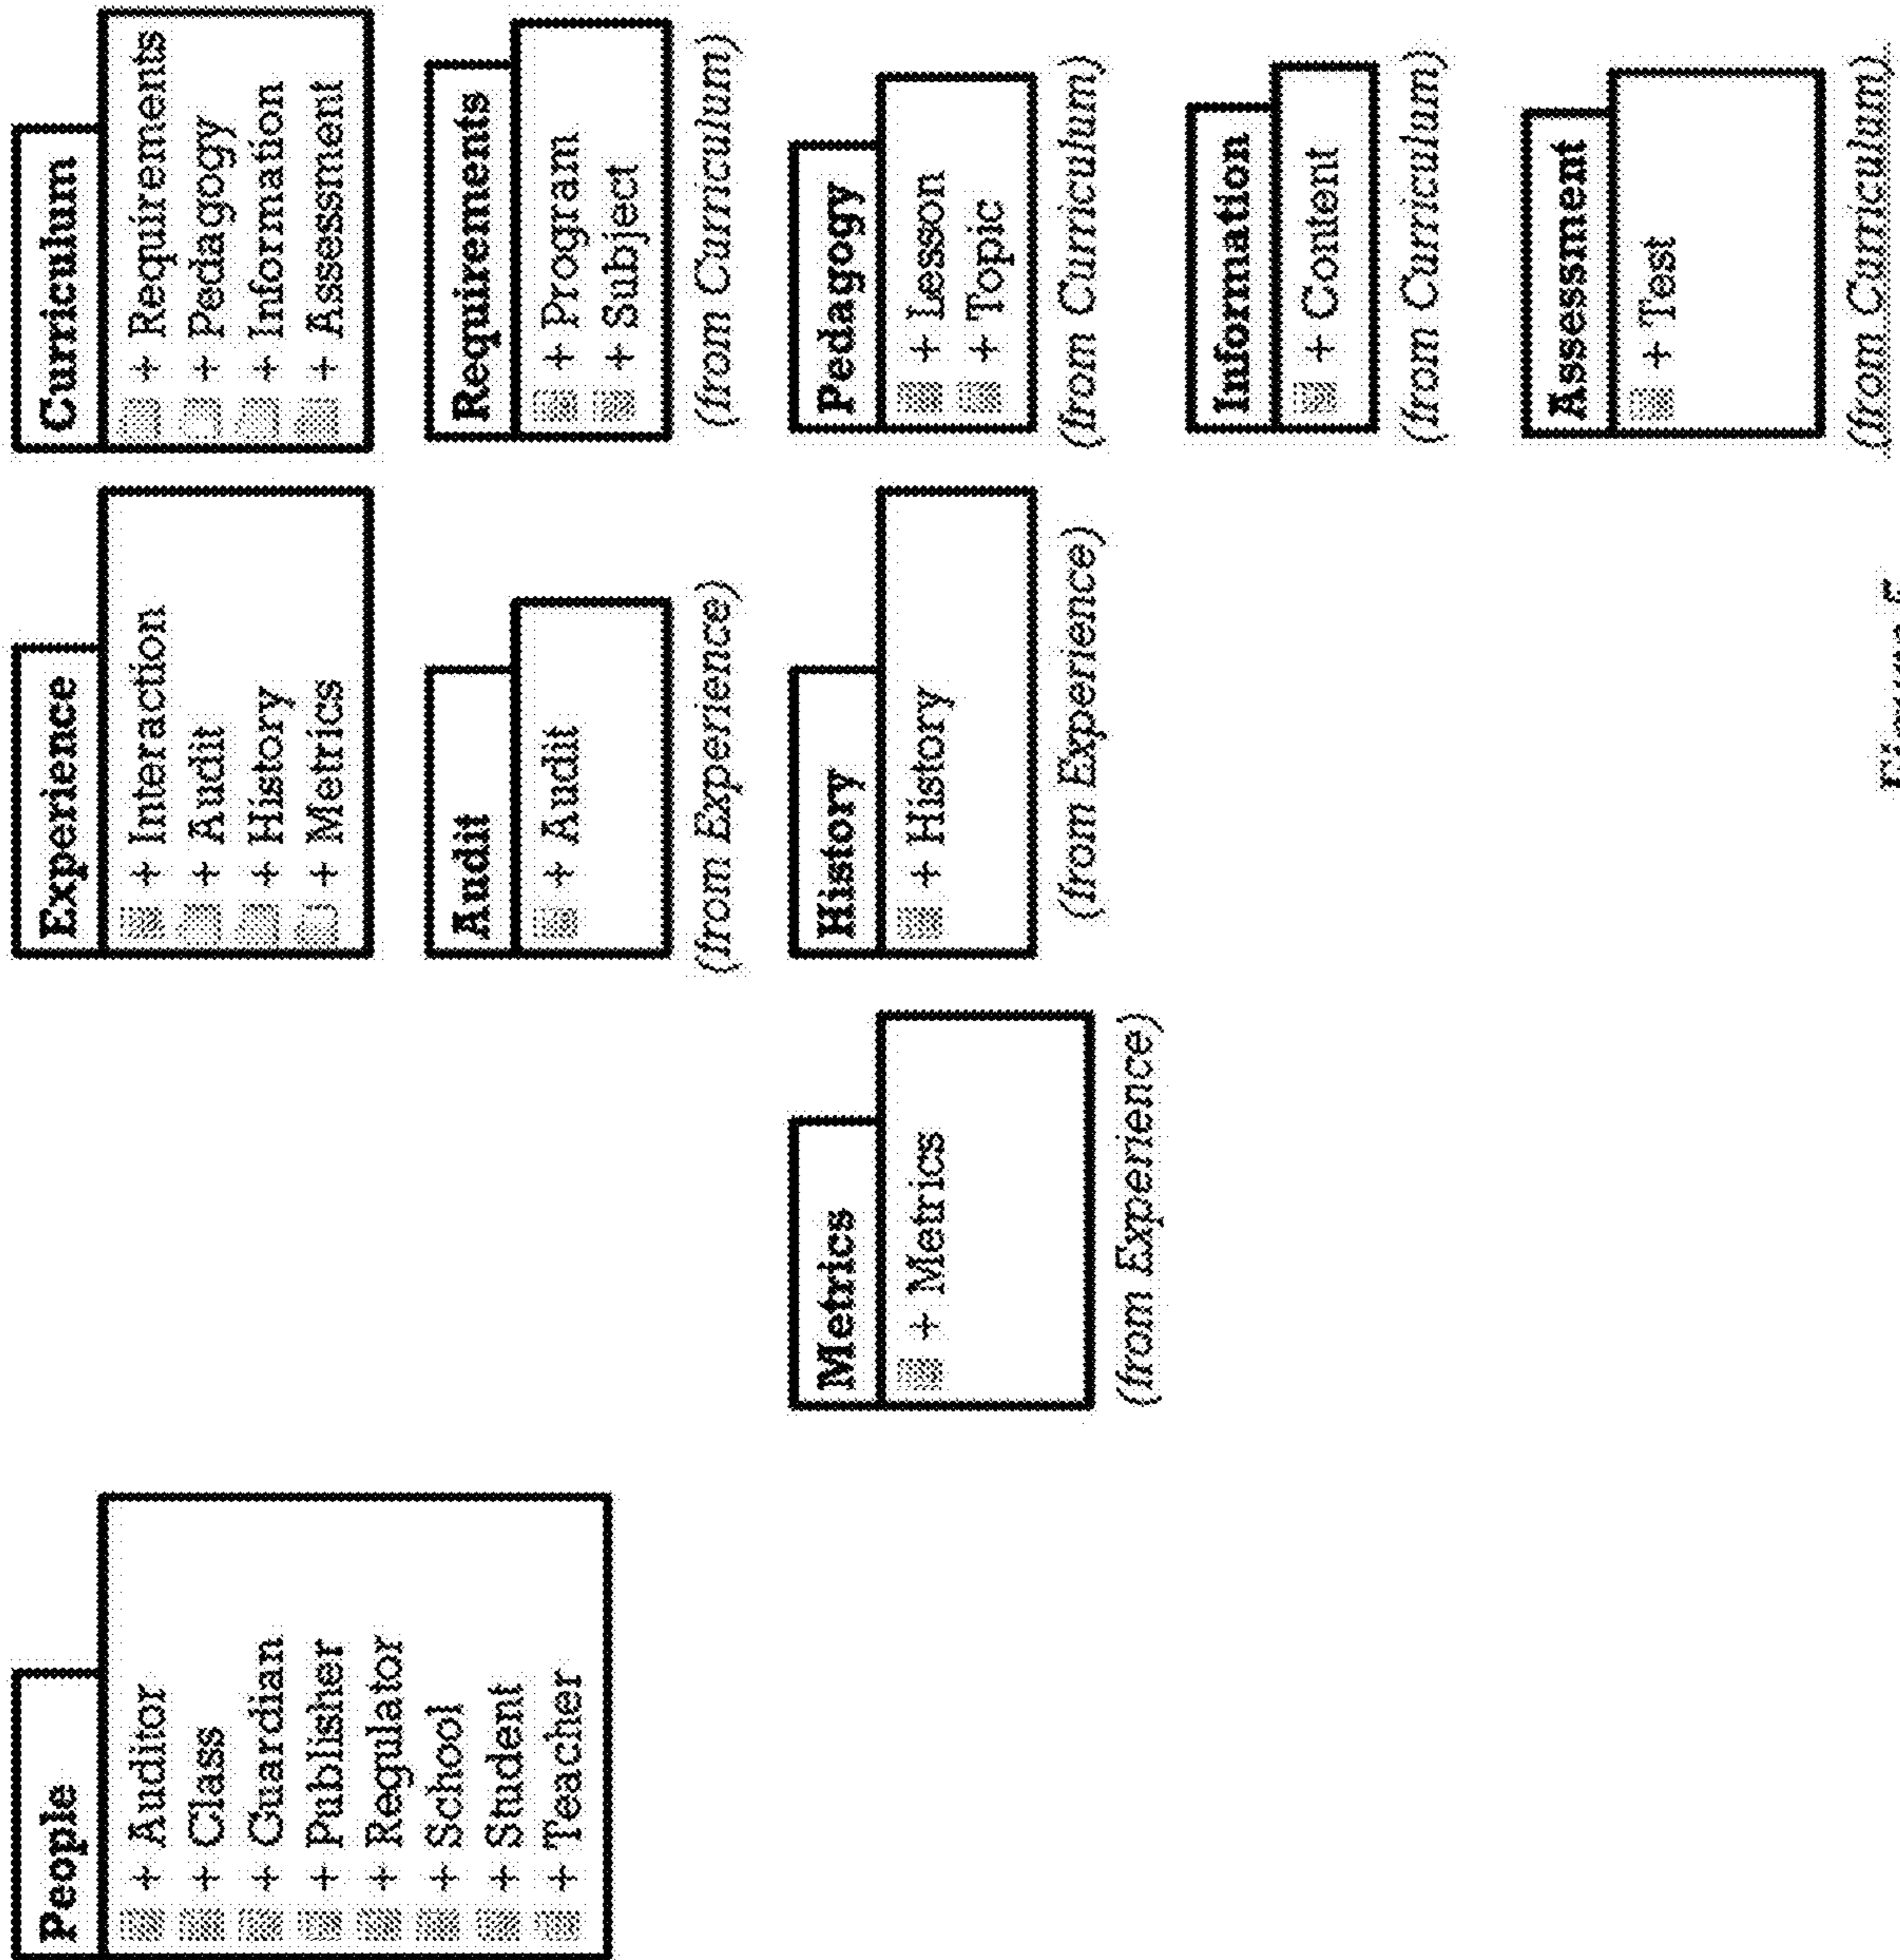 People
+ Auditor
+ Class
+ Guardian
+ Publisher
+ Regulator
+ School
+ Student
+ Teacher
Experience
+ Interaction
+ Audit
+ History
+ Metrics
Curriculum
+ Requirements
+ Pedagogy
+ Information
+ Assessment
Audit
+ Audit
(from Experience)
Requirements
+ Program
+ Subject
(from Curriculum)
Metrics
+ Metrics
(from Experience)
History
+ History
(from Experience)
Pedagogy
+ Lesson
+ Topic
(from Curriculum)
Information
+ Content
(from Curriculum)
Assessment
+ Test
(from Curriculum)